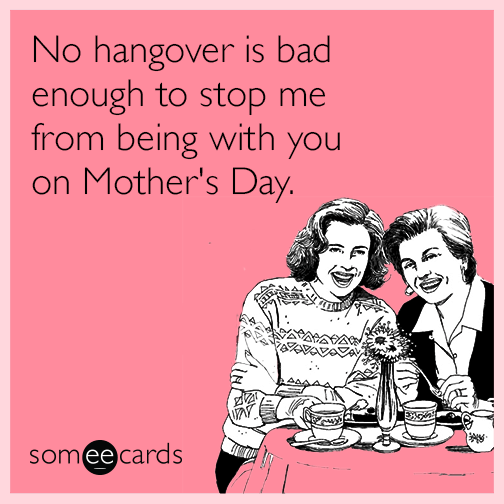 No hangover is bad
enough to stop me
from being with you
on Mother's Day.
someecards